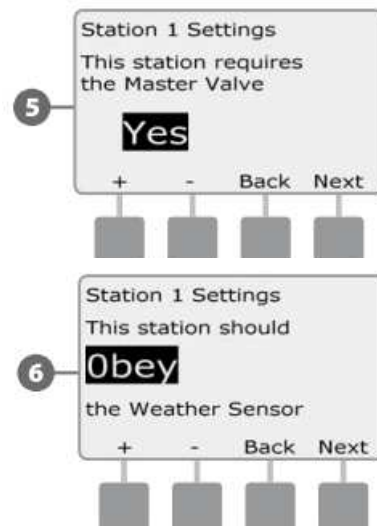 Station 1 Settings
This station requires
the Master Valve
5
Yes
+ - Back Next
Station 1 Settings
This station should
6
0bey
the Weather Sensor
+ - Back Next